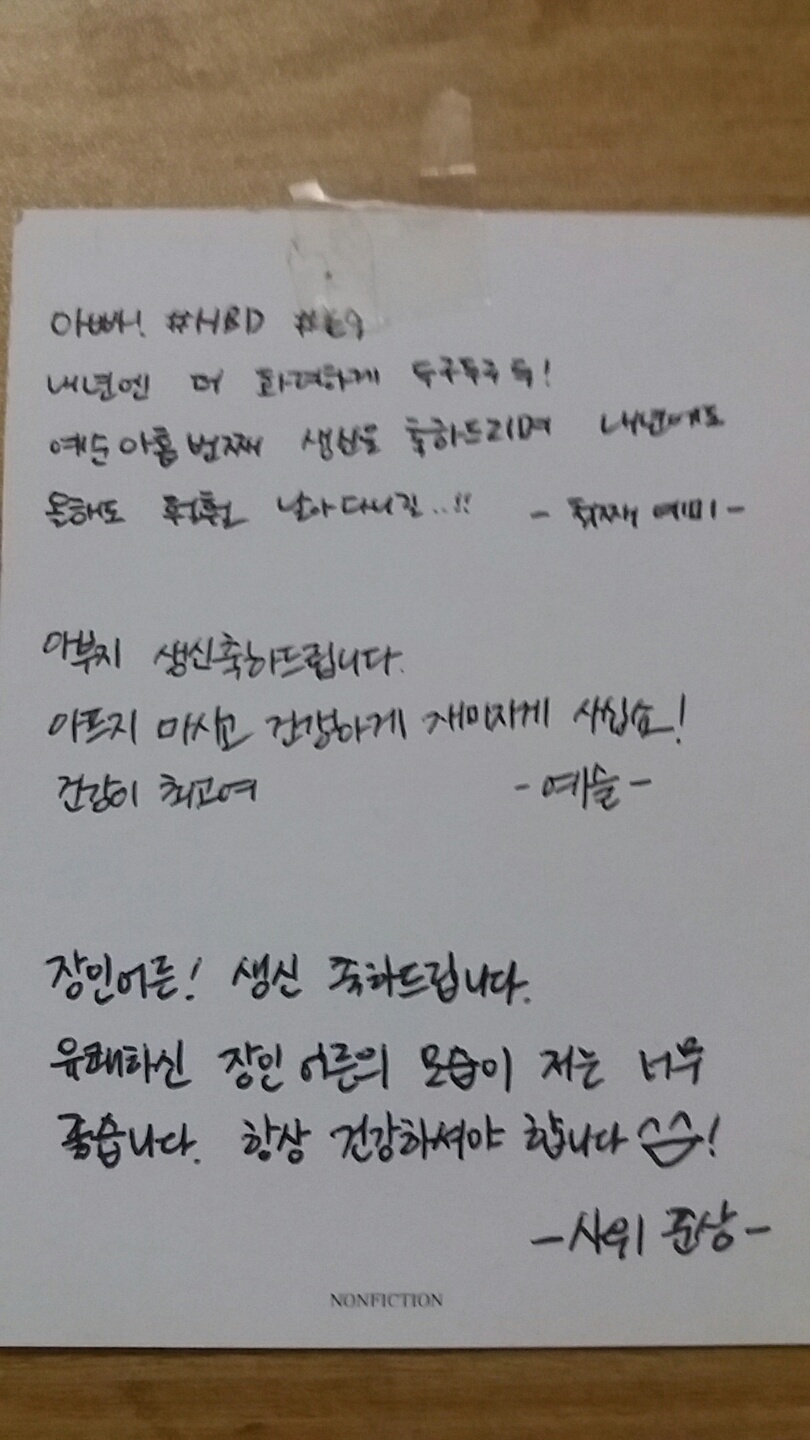 아빠! #HBD #69
내년엔 더 화려하게 두구두구 두!
예순아홉번째 생신을 축하드리며 내년에도
올해도 훨훨 날아다니길..!! - 첫째 예미 -
아부지 생신축하드립니다.
아프지 마시고 건강하게 재미지게 사십쇼!
건강이 최고여 - 예슬 -
장인어른! 생신 축하드립니다.
유쾌하신 장인어른의 모습이 저는 너무
좋습니다. 항상 건강하셔야 합니다 ^^!
- 사위 준상 -
NONFICTION